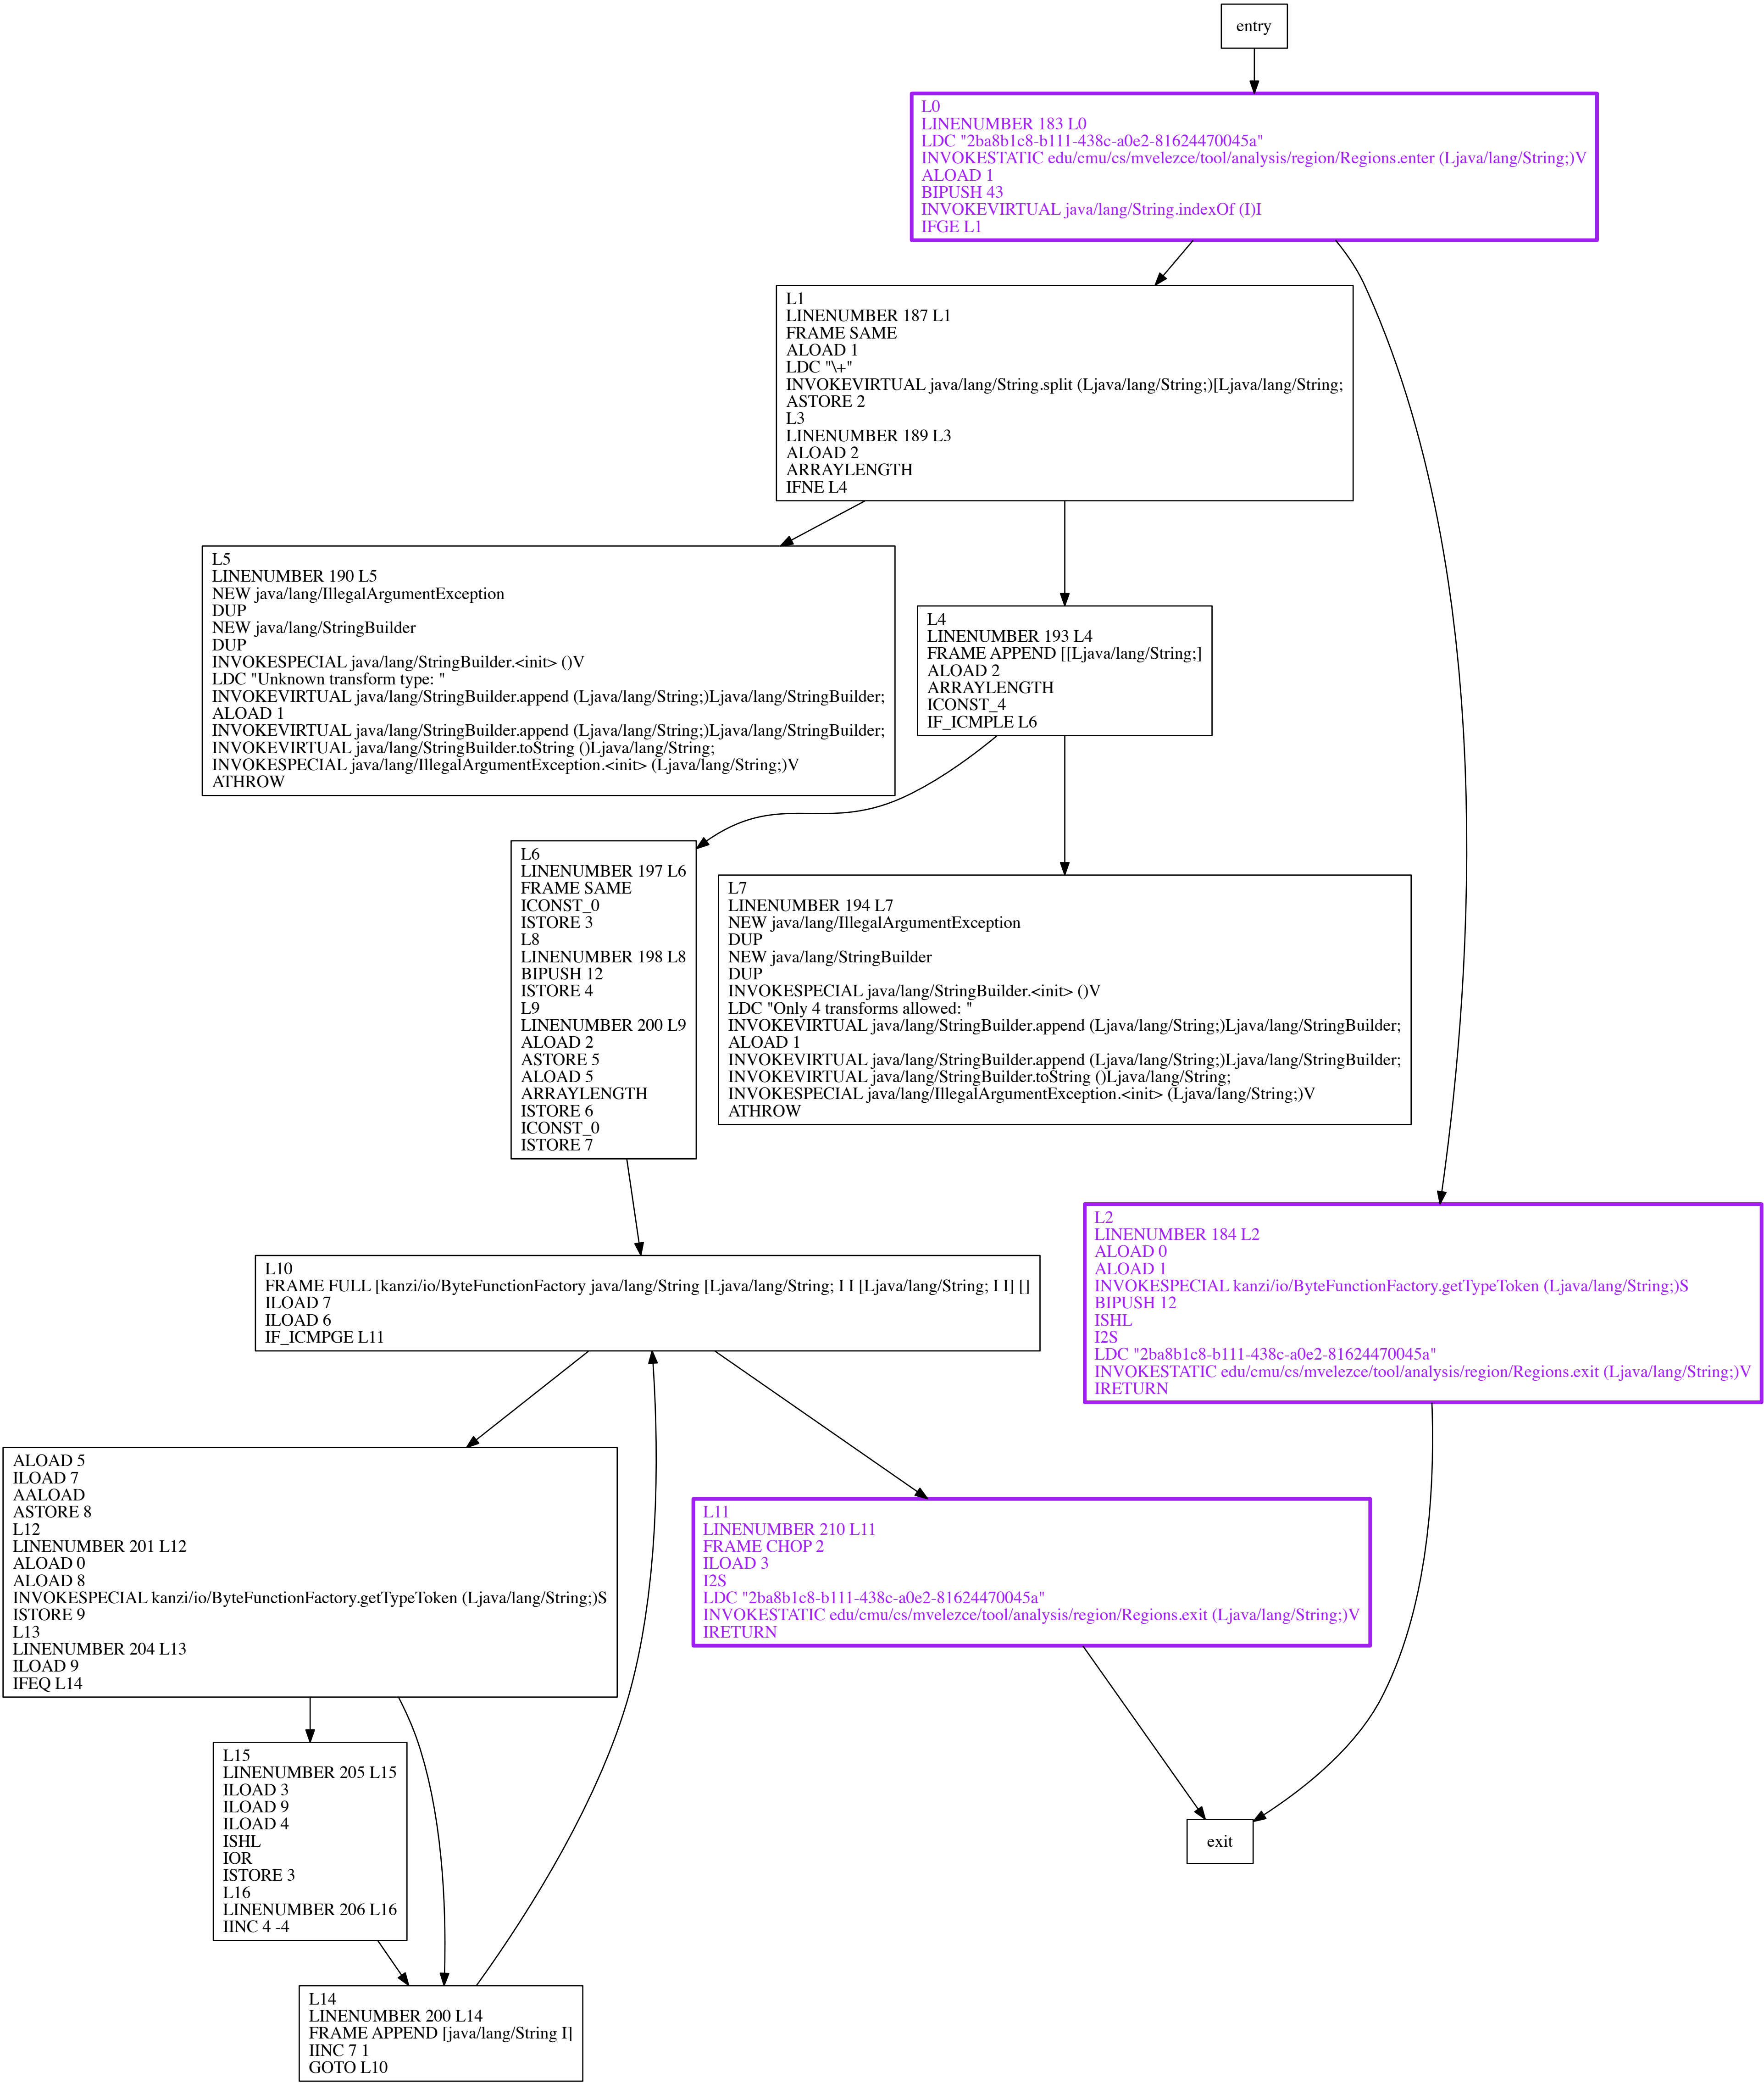 entry
L0
LINENUMBER 183 L0
LDC "2ba8b1c8-b111-438c-a0e2-81624470045a"
INVOKESTATIC edu/cmu/cs/mvelezce/tool/analysis/region/Regions.enter (Ljava/lang/String;)V
ALOAD 1
BIPUSH 43
INVOKEVIRTUAL java/lang/String.indexOf (I)I
IFGE L1
L1
LINENUMBER 187 L1
FRAME SAME
ALOAD 1
LDC "\+"
INVOKEVIRTUAL java/lang/String.split (Ljava/lang/String;)[Ljava/lang/String;
ASTORE 2
L3
LINENUMBER 189 L3
ALOAD 2
ARRAYLENGTH
IFNE L4
L5
LINENUMBER 190 L5
NEW java/lang/IllegalArgumentException
DUP
NEW java/lang/StringBuilder
DUP
INVOKESPECIAL java/lang/StringBuilder.<init> ()V
LDC "Unknown transform type: "
INVOKEVIRTUAL java/lang/StringBuilder.append (Ljava/lang/String;)Ljava/lang/StringBuilder;
ALOAD 1
INVOKEVIRTUAL java/lang/StringBuilder.append (Ljava/lang/String;)Ljava/lang/StringBuilder;
INVOKEVIRTUAL java/lang/StringBuilder.toString ()Ljava/lang/String;
INVOKESPECIAL java/lang/IllegalArgumentException.<init> (Ljava/lang/String;)V
ATHROW
L4
LINENUMBER 193 L4
FRAME APPEND [[Ljava/lang/String;]
ALOAD 2
ARRAYLENGTH
ICONST_4
IF_ICMPLE L6
L6
LINENUMBER 197 L6
FRAME SAME
ICONST_0
ISTORE 3
L8
LINENUMBER 198 L8
BIPUSH 12
ISTORE 4
L9
LINENUMBER 200 L9
ALOAD 2
ASTORE 5
ALOAD 5
ARRAYLENGTH
ISTORE 6
ICONST_0
ISTORE 7
L7
LINENUMBER 194 L7
NEW java/lang/IllegalArgumentException
DUP
NEW java/lang/StringBuilder
DUP
INVOKESPECIAL java/lang/StringBuilder.<init> ()V
LDC "Only 4 transforms allowed: "
INVOKEVIRTUAL java/lang/StringBuilder.append (Ljava/lang/String;)Ljava/lang/StringBuilder;
ALOAD 1
INVOKEVIRTUAL java/lang/StringBuilder.append (Ljava/lang/String;)Ljava/lang/StringBuilder;
INVOKEVIRTUAL java/lang/StringBuilder.toString ()Ljava/lang/String;
INVOKESPECIAL java/lang/IllegalArgumentException.<init> (Ljava/lang/String;)V
ATHROW
L2
LINENUMBER 184 L2
ALOAD 0
ALOAD 1
INVOKESPECIAL kanzi/io/ByteFunctionFactory.getTypeToken (Ljava/lang/String;)S
BIPUSH 12
ISHL
I2S
LDC "2ba8b1c8-b111-438c-a0e2-81624470045a"
INVOKESTATIC edu/cmu/cs/mvelezce/tool/analysis/region/Regions.exit (Ljava/lang/String;)V
IRETURN
L10
FRAME FULL [kanzi/io/ByteFunctionFactory java/lang/String [Ljava/lang/String; I I [Ljava/lang/String; I I] []
ILOAD 7
ILOAD 6
IF_ICMPGE L11
ALOAD 5
ILOAD 7
AALOAD
ASTORE 8
L12
LINENUMBER 201 L12
ALOAD 0
ALOAD 8
INVOKESPECIAL kanzi/io/ByteFunctionFactory.getTypeToken (Ljava/lang/String;)S
ISTORE 9
L13
LINENUMBER 204 L13
ILOAD 9
IFEQ L14
L11
LINENUMBER 210 L11
FRAME CHOP 2
ILOAD 3
I2S
LDC "2ba8b1c8-b111-438c-a0e2-81624470045a"
INVOKESTATIC edu/cmu/cs/mvelezce/tool/analysis/region/Regions.exit (Ljava/lang/String;)V
IRETURN
L15
LINENUMBER 205 L15
ILOAD 3
ILOAD 9
ILOAD 4
ISHL
IOR
ISTORE 3
L16
LINENUMBER 206 L16
IINC 4 -4
exit
L14
LINENUMBER 200 L14
FRAME APPEND [java/lang/String I]
IINC 7 1
GOTO L10